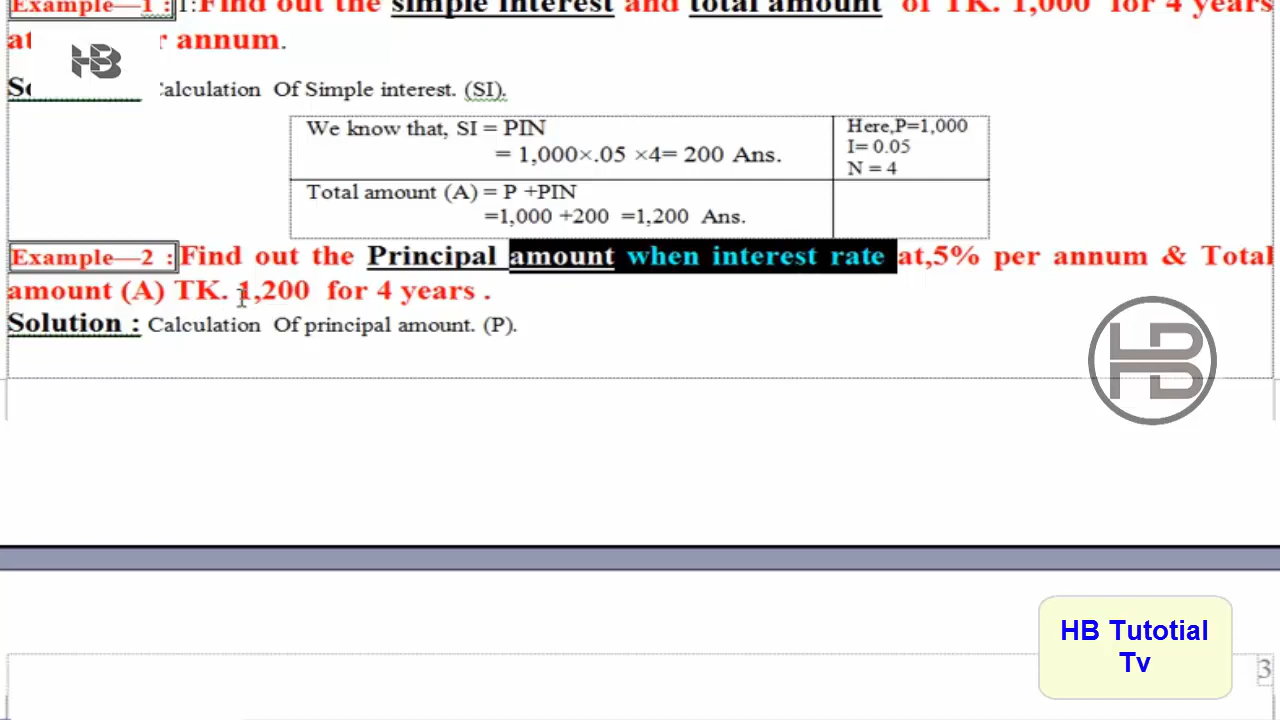 Example—1 : 1:Find out the simple interest and total amount of TK. 1,000 for 4 years
at r annum.
HB
So alculation Of Simple interest. (SI).
We know that, SI = PIN
= 1,000×.05 ×4= 200 Ans.
Here,P=1,000
I= 0.05
N = 4
Total amount (A) = P +PIN
=1,000 +200 =1,200 Ans.
Example—2 : Find out the Principal amount when interest rate at,5% per annum & Total
amount (A) TK. 1,200 for 4 years .
Solution : Calculation Of principal amount. (P).
HB
HB Tutotial
Tv
3